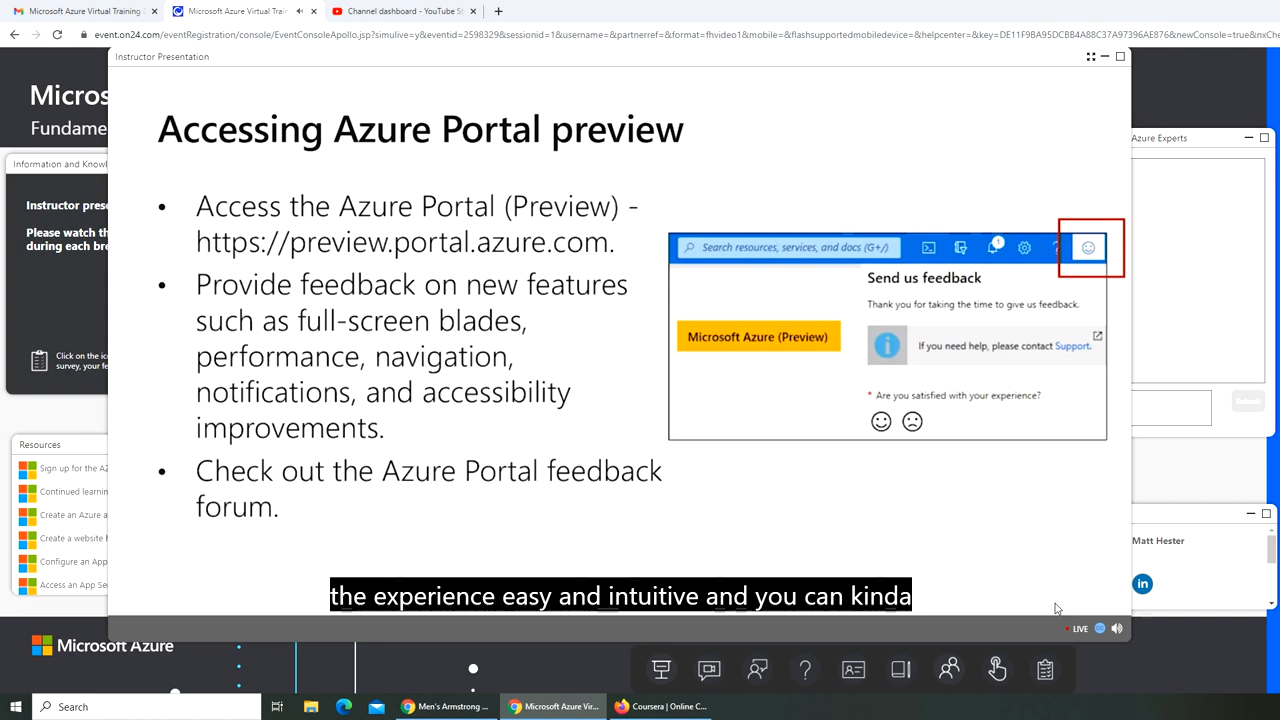 Microsoft Azure Virtual Training
Microsoft Azure Virtual Train
Channel dashboard - YouTube St
event.on24.com/eventRegistration/console/EventConsoleApollo.jsp?simulive=y&eventid=2598329&sessionid=1&username=&partnerref=&format=fhvideo1&mobile=&flashsupportedmobiledevice=&helpcenter=&key=DE11F9BA95DCBB4A88C37A97396AE876&newConsole=true&nxChe
Instructor Presentation
Micros
Fundame
Accessing Azure Portal preview
Azure Experts
Information and Knowl
Instructor pres
Please watch th
during each bre
Click on the ico
survey, your fe
• Access the Azure Portal (Preview) -
https://preview.portal.azure.com.
• Provide feedback on new features
such as full-screen blades,
performance, navigation,
notifications, and accessibility
improvements.
• Check out the Azure Portal feedback
forum.
Search resources, services, and docs (G+/)
1
Send us feedback
Thank you for taking the time to give us feedback.
Microsoft Azure (Preview)
If you need help, please contact Support.
* Are you satisfied with your experience?
Submit
Resources
Sign up for the AZ
Continued learnin
Create an Azure a
Create a website h
Configure an App
Access an App Se
Matt Hester
in
the experience easy and intuitive and you can kinda
LIVE
Microsoft Azure
Search
Men's Armstrong ...
Microsoft Azure Vir...
Coursera | Online C...